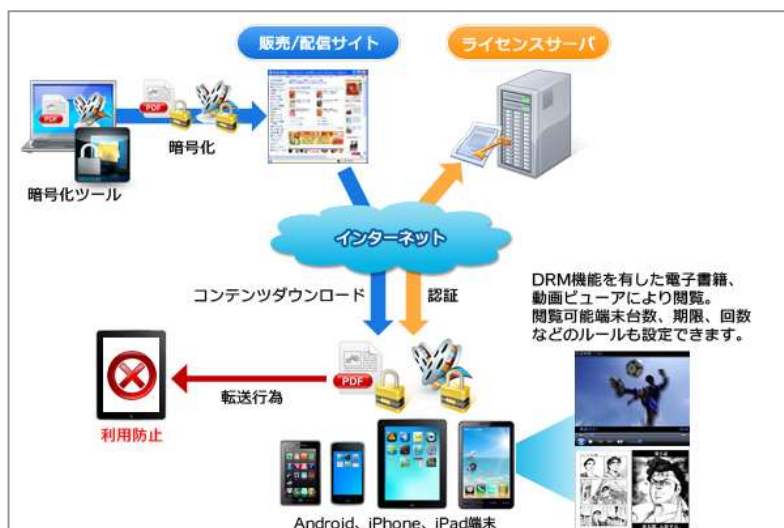 販売/配信サイト
ライセンスサーバ
PDF
PDF
暗号化
暗号化ツール
インターネット
コンテンツダウンロード
認証
DRM機能を有した電子書籍、
動画ビューアにより閲覧。
閲覧可能端末台数、期限、回数
などのルールも設定できます。
PDF
転送行為
利用防止
Android、iPhone、iPad端末